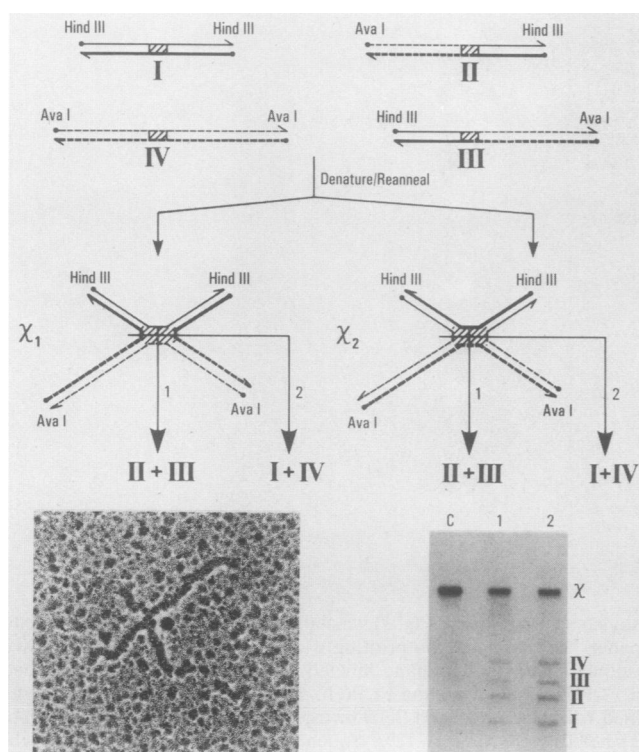 Hind III Hind III
I
Ava I Hind III
II
Ava I Ava I
IV
Hind III Ava I
III
Denature/Reanneal
Hind III Hind III
χ1
1 2
Ava I Ava I
II + III I + IV
Hind III Hind III
χ2
1 2
Ava I Ava I
II + III I + IV
C 1 2
χ
IV
III
II
I